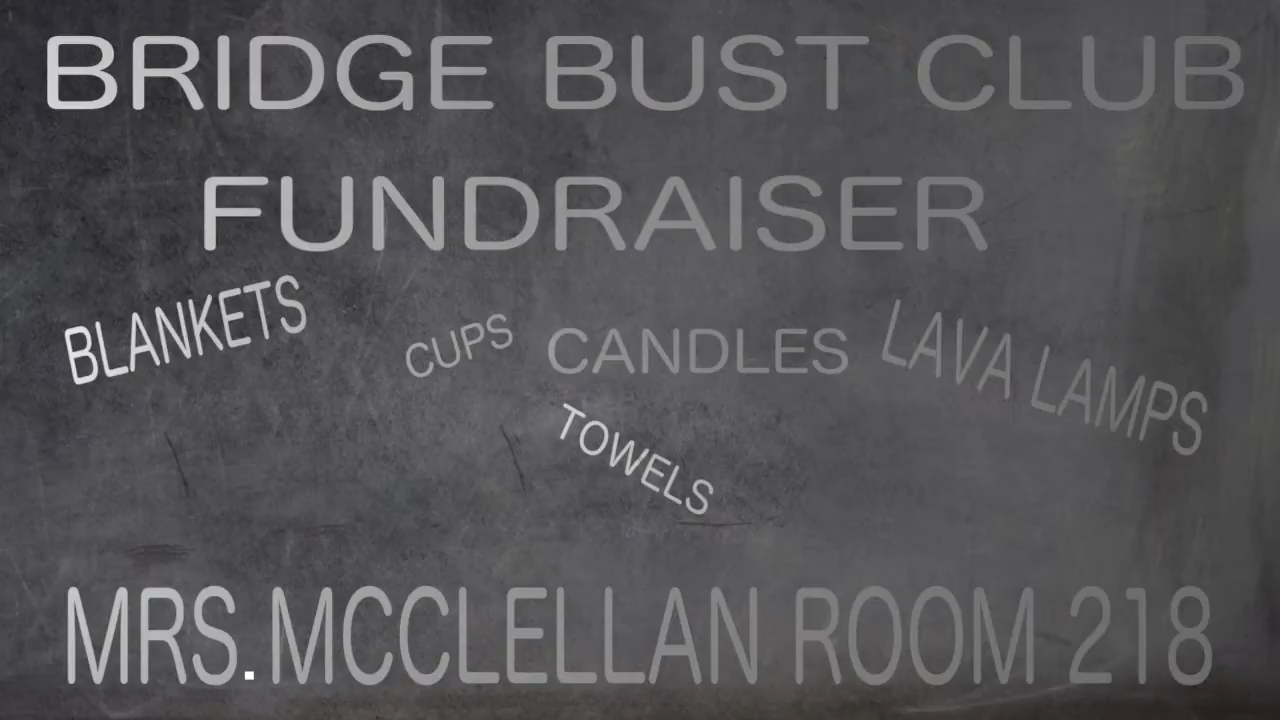 BRIDGE BUST CLUB
FUNDRAISER
BLANKETS
CUPS
CANDLES
LAVA LAMPS
TOWELS
MRS. MCCLELLAN ROOM 218